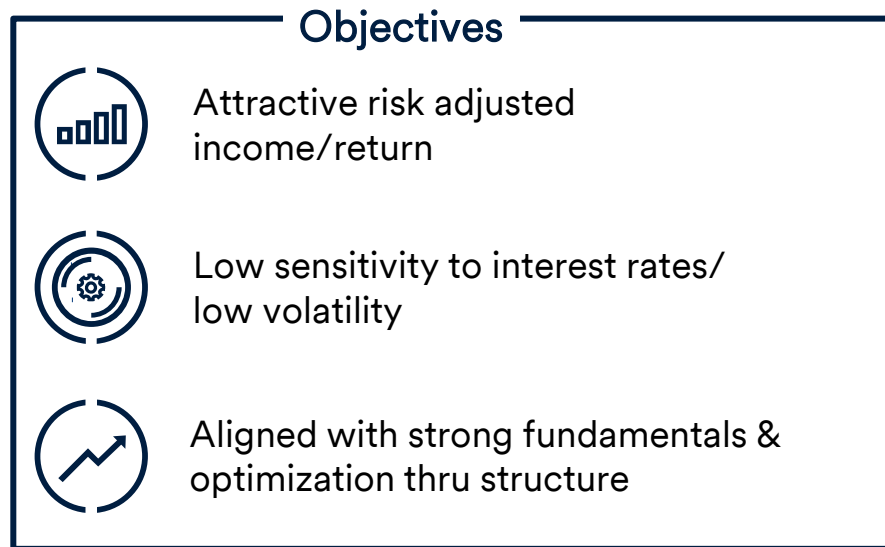 Objectives
Attractive risk adjusted
income/return
Low sensitivity to interest rates/
low volatility
Aligned with strong fundamentals &
optimization thru structure